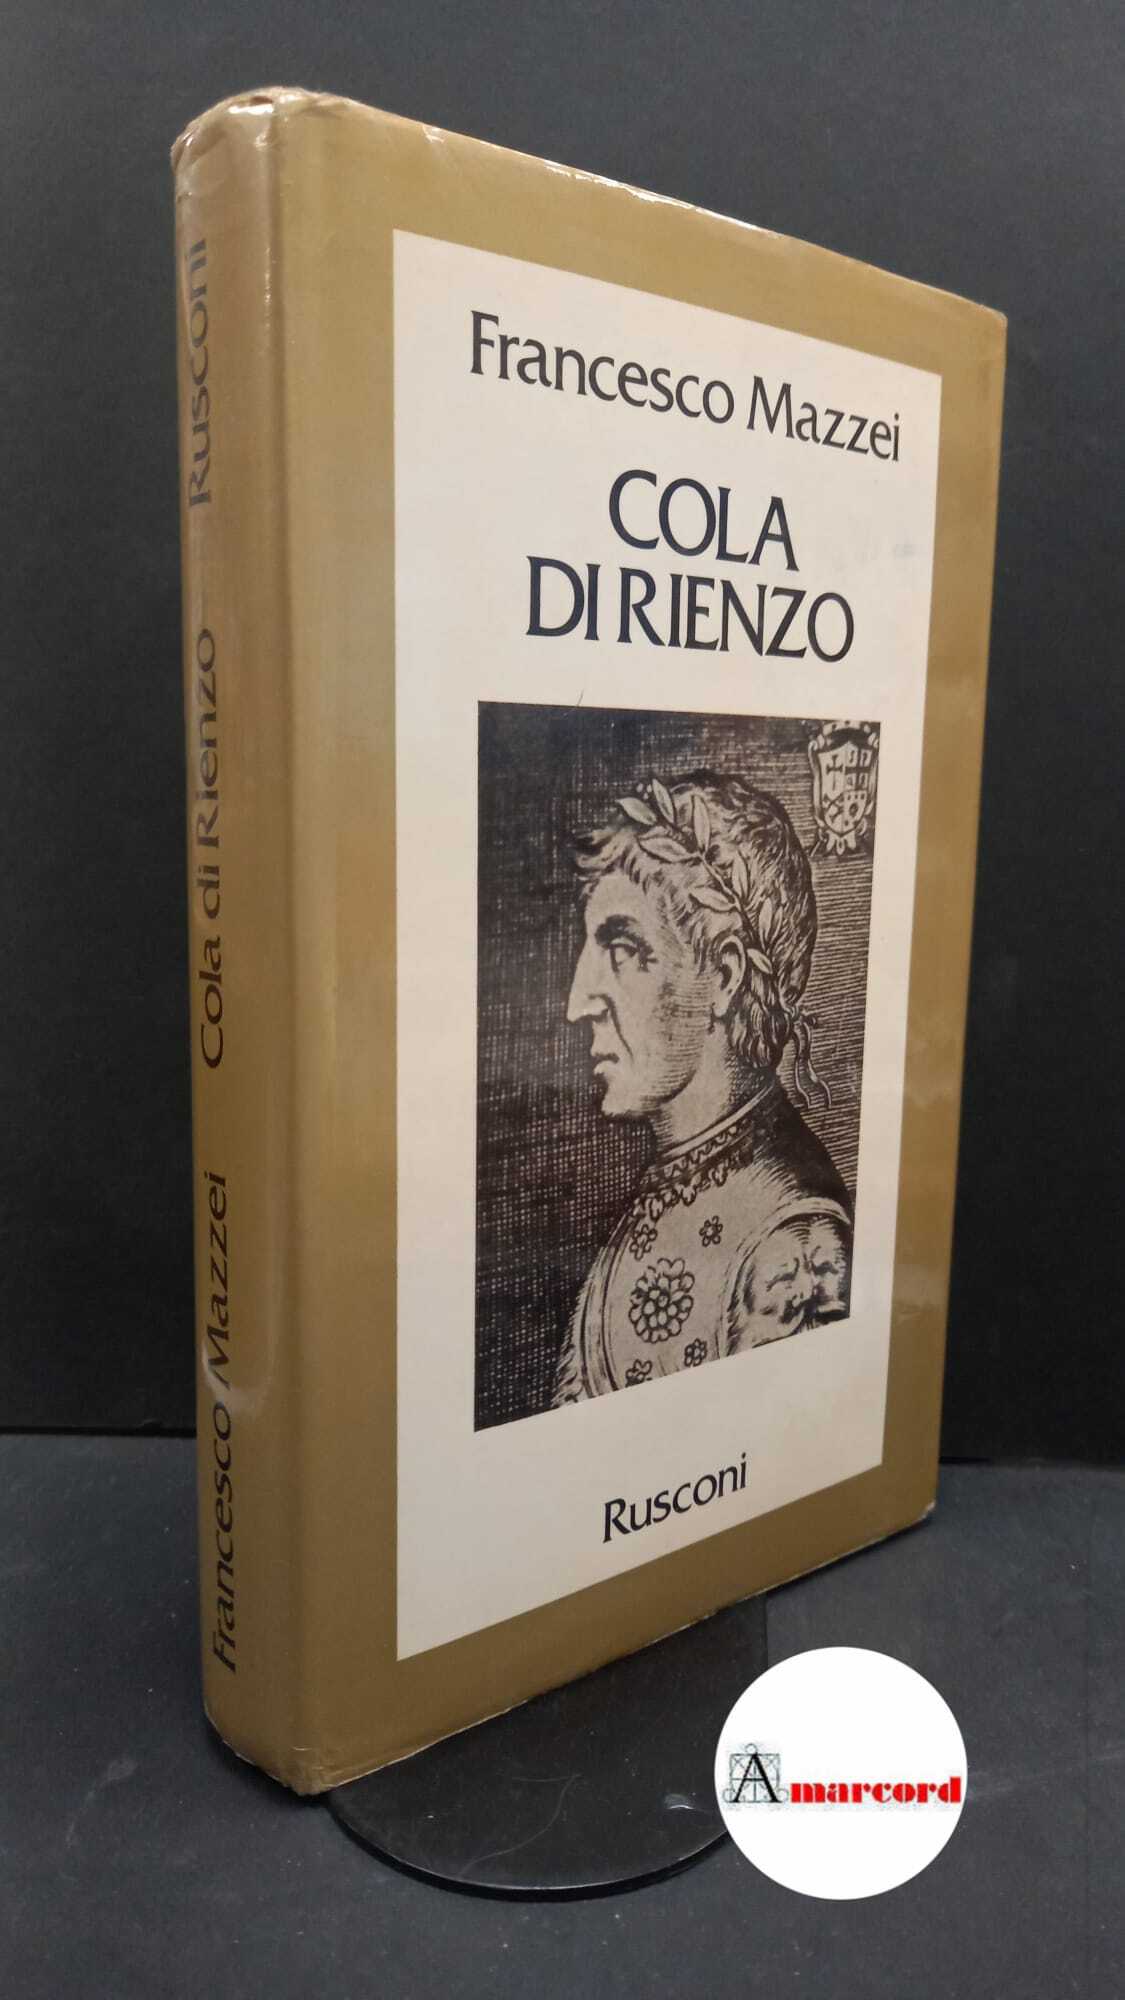 Francesco Mazzei
COLA
DI RIENZO
Rusconi
Francesco Mazzei Cola di Rienzo Rusconi
Amarcord